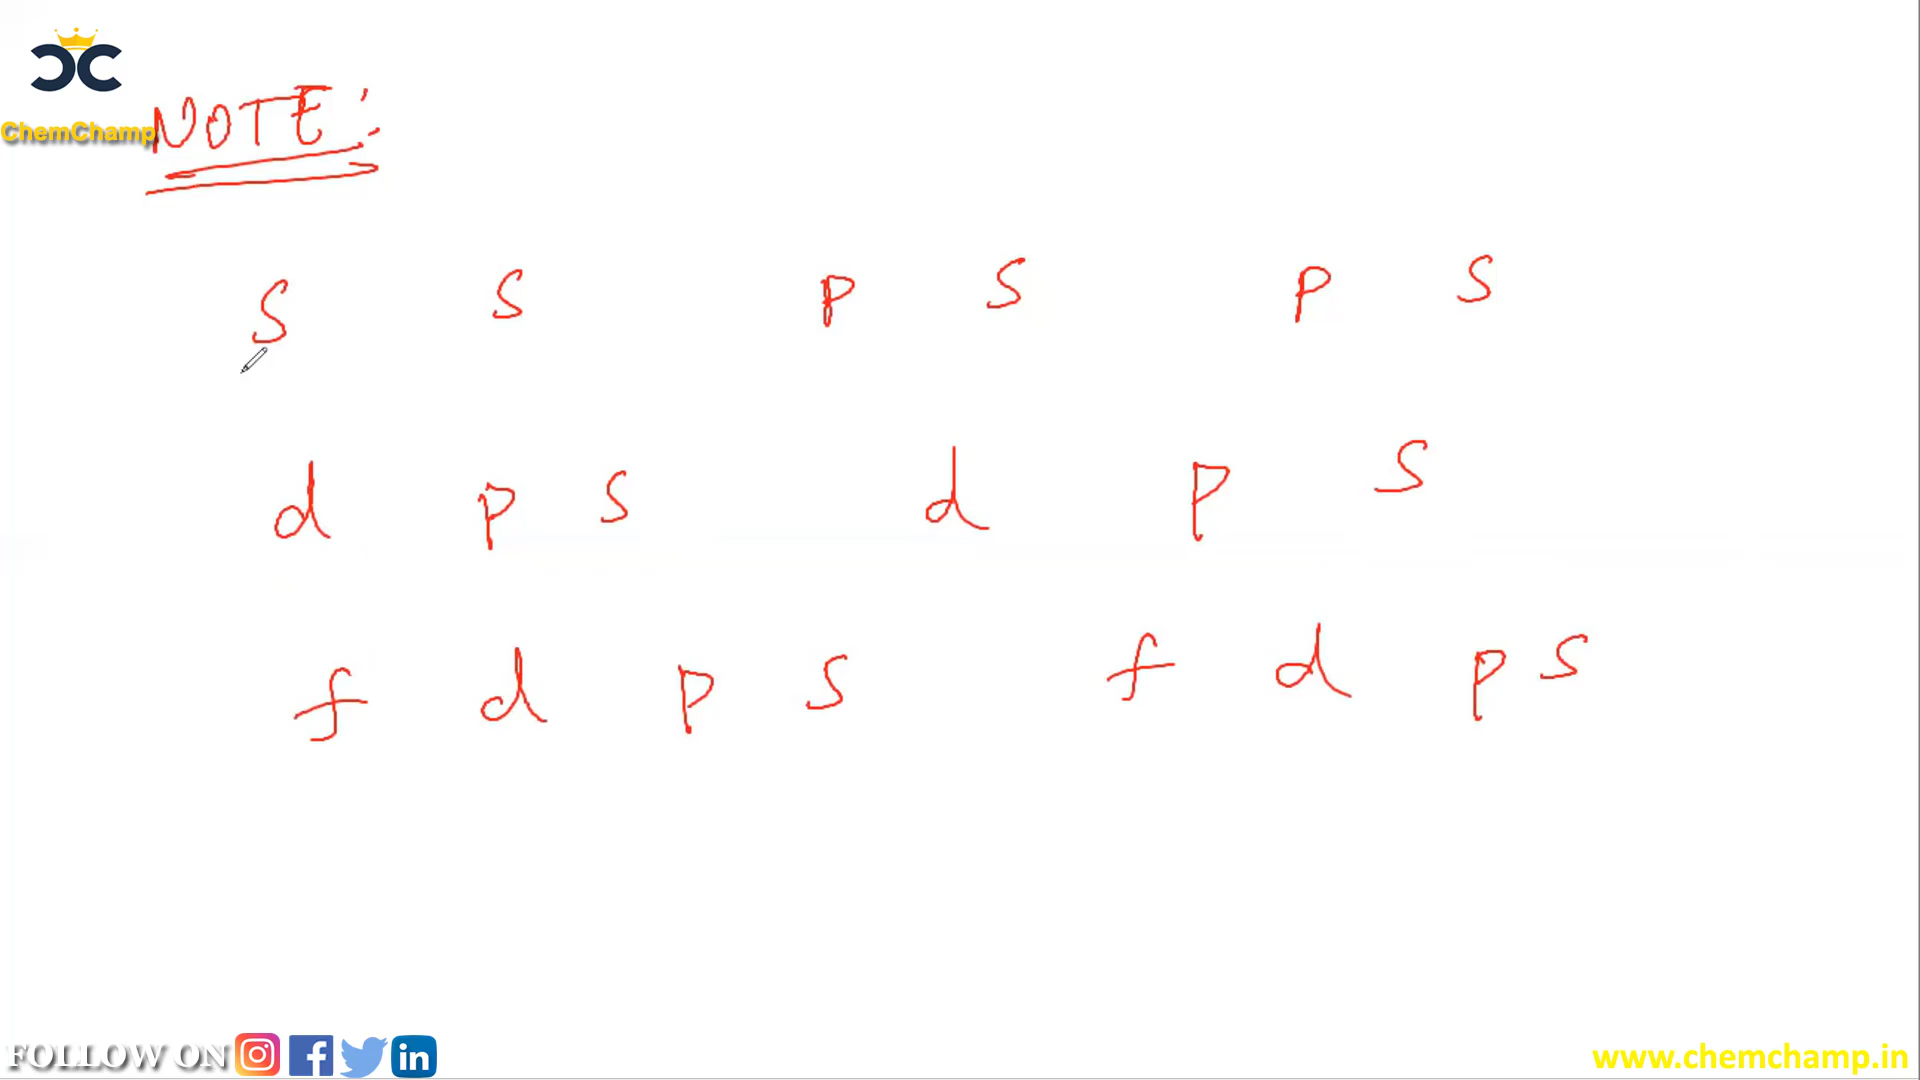 ChemChamp
NOTE:
s s p s p s
d p s d p s
f d p s f d p s
FOLLOW ON
www.chemchamp.in